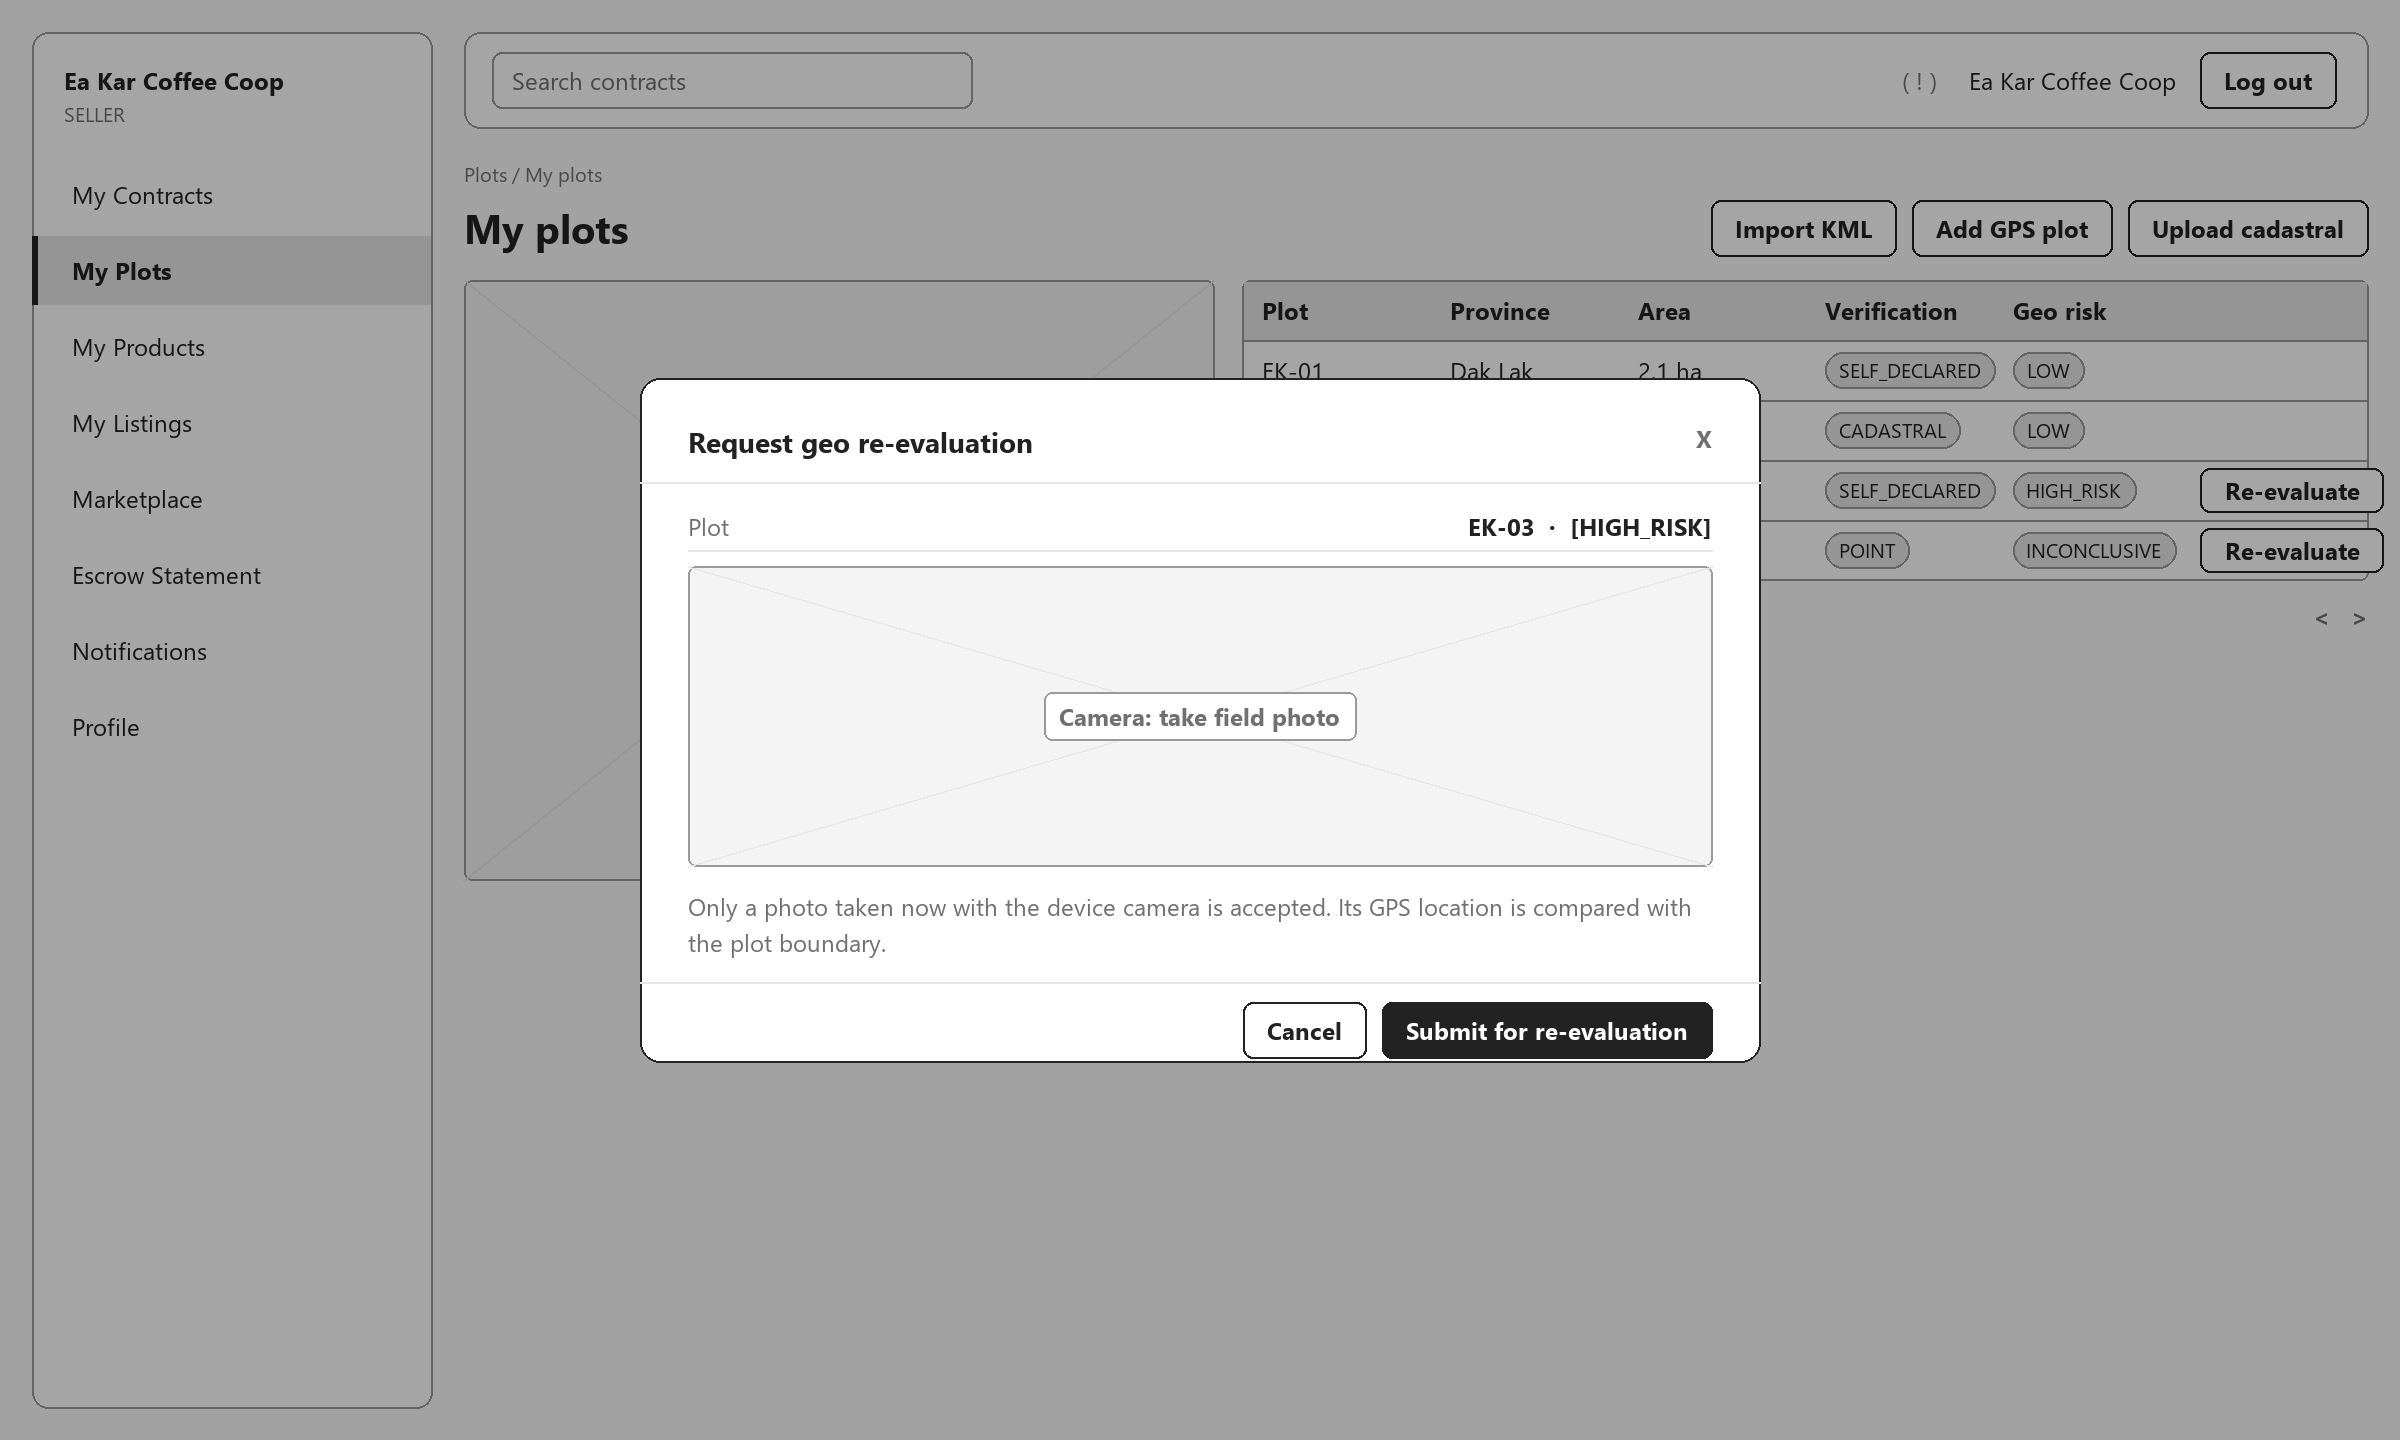 Ea Kar Coffee Coop
SELLER
My Contracts
My Plots
My Products
My Listings
Marketplace
Escrow Statement
Notifications
Profile
Search contracts
( ! ) Ea Kar Coffee Coop Log out
Plots / My plots
My plots
Import KML Add GPS plot Upload cadastral
Plot Province Area Verification Geo risk
EK-01 Dak Lak 2.1 ha SELF_DECLARED LOW
CADASTRAL LOW
SELF_DECLARED HIGH_RISK Re-evaluate
POINT INCONCLUSIVE Re-evaluate
< >
Request geo re-evaluation X
Plot EK-03 · [HIGH_RISK]
Camera: take field photo
Only a photo taken now with the device camera is accepted. Its GPS location is compared with
the plot boundary.
Cancel Submit for re-evaluation